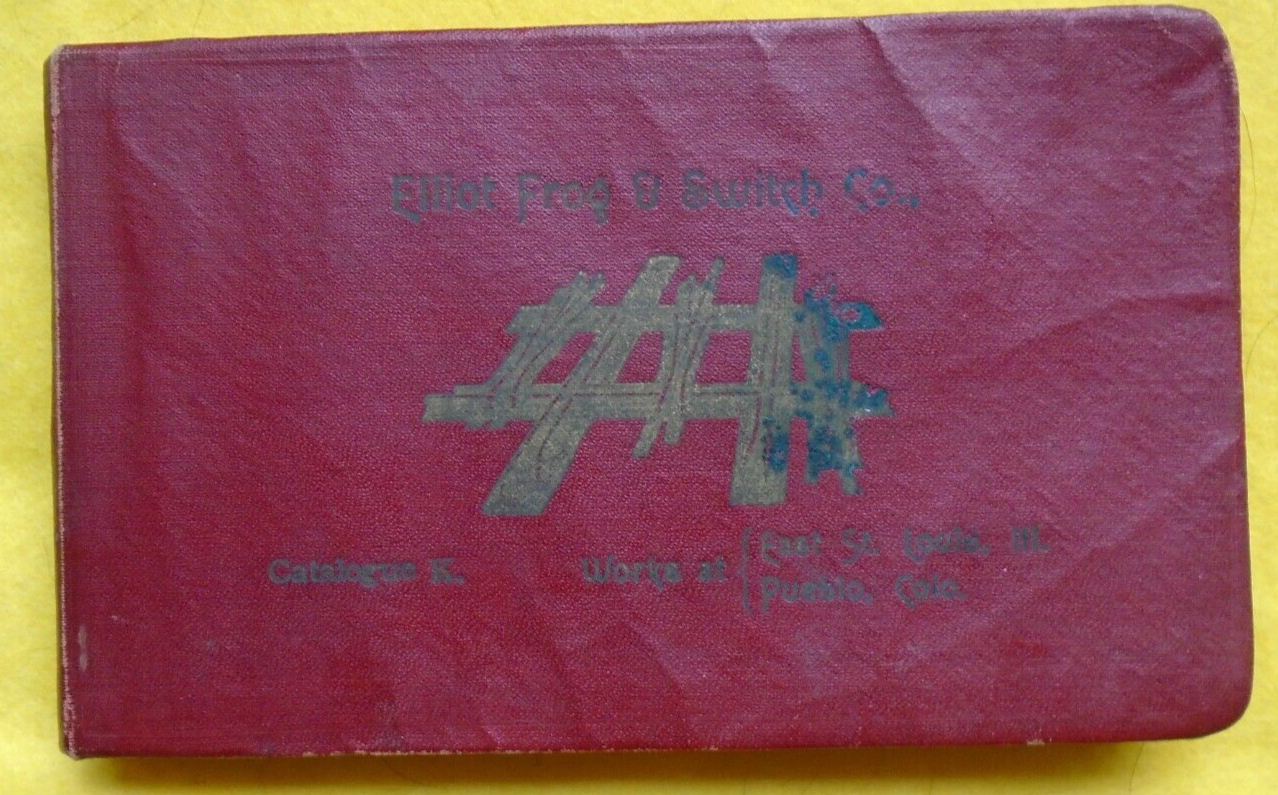 Elliot Frog & Switch Co.,
Catalogue K.
Works at { East St. Louis, Ill.
Pueblo, Colo.